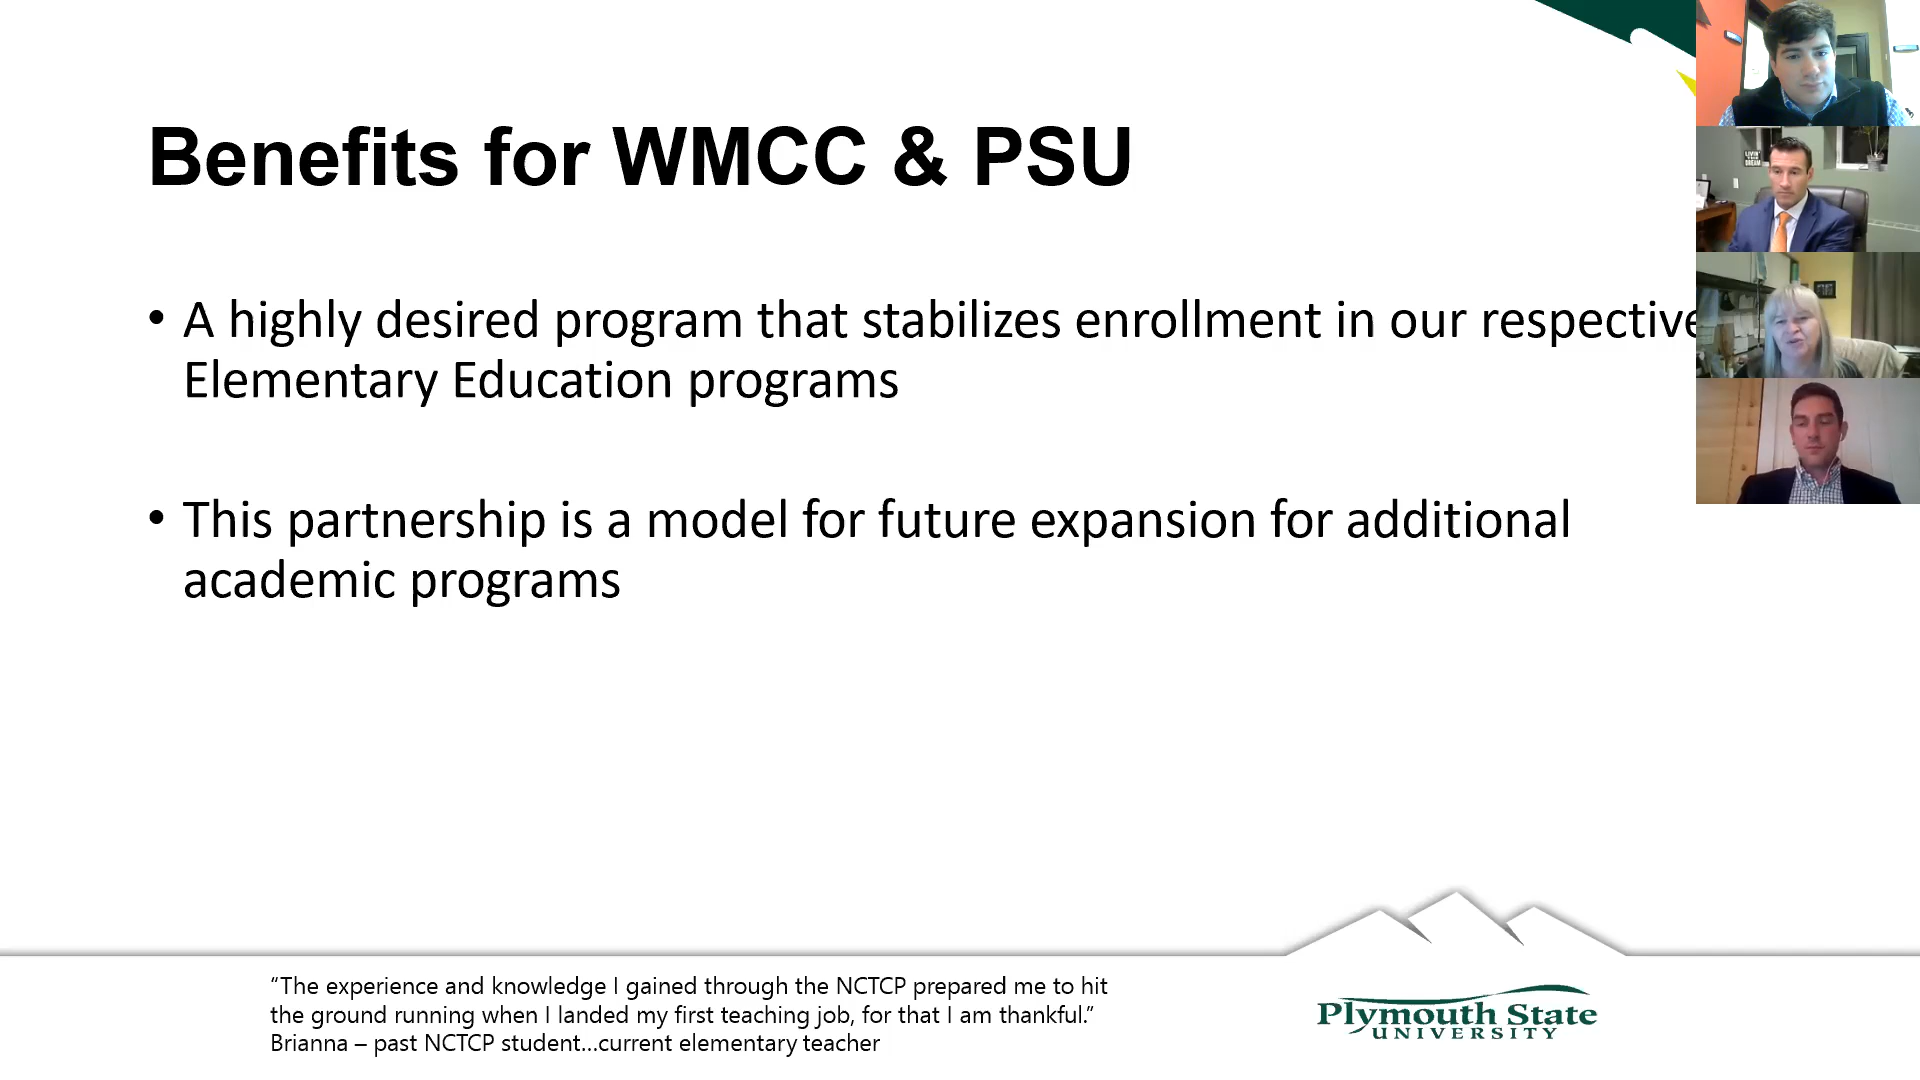 Benefits for WMCC & PSU
• A highly desired program that stabilizes enrollment in our respective
Elementary Education programs
• This partnership is a model for future expansion for additional
academic programs
LIVIN'
THE
DREAM
“The experience and knowledge I gained through the NCTCP prepared me to hit
the ground running when I landed my first teaching job, for that I am thankful.”
Brianna – past NCTCP student...current elementary teacher
Plymouth State
UNIVERSITY